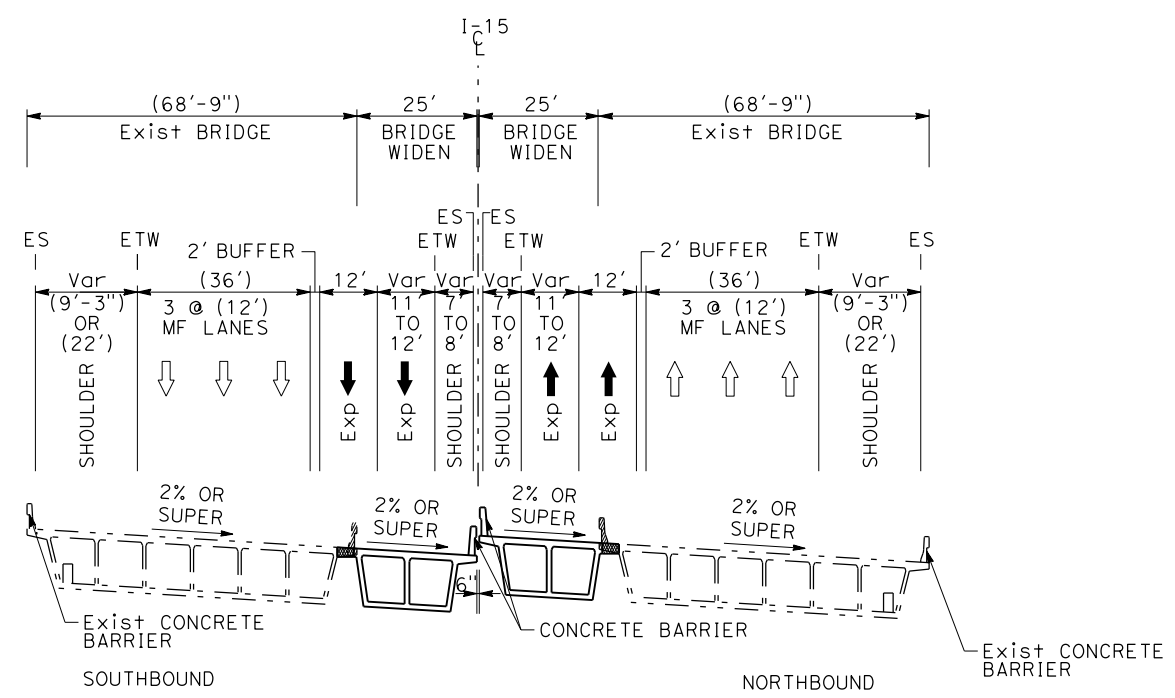 I-15
CL
(68'-9") 25' 25' (68'-9")
Exist BRIDGE BRIDGE WIDEN BRIDGE WIDEN Exist BRIDGE
ES ES
ES ETW 2' BUFFER ETW ETW 2' BUFFER ETW ES
Var (36') 12' Var Var Var Var 12' (36') Var
(9'-3") 3 @ (12') 11' 7' 7' 11' 3 @ (12') (9'-3")
OR MF LANES TO TO TO TO MF LANES OR
(22') 12' 8' 8' 12' (22')
SHOULDER Exp Exp SHOULDER SHOULDER Exp Exp SHOULDER
2% OR SUPER 2% OR SUPER 2% OR SUPER 2% OR SUPER
6"
Exist CONCRETE BARRIER
CONCRETE BARRIER
Exist CONCRETE BARRIER
SOUTHBOUND
NORTHBOUND